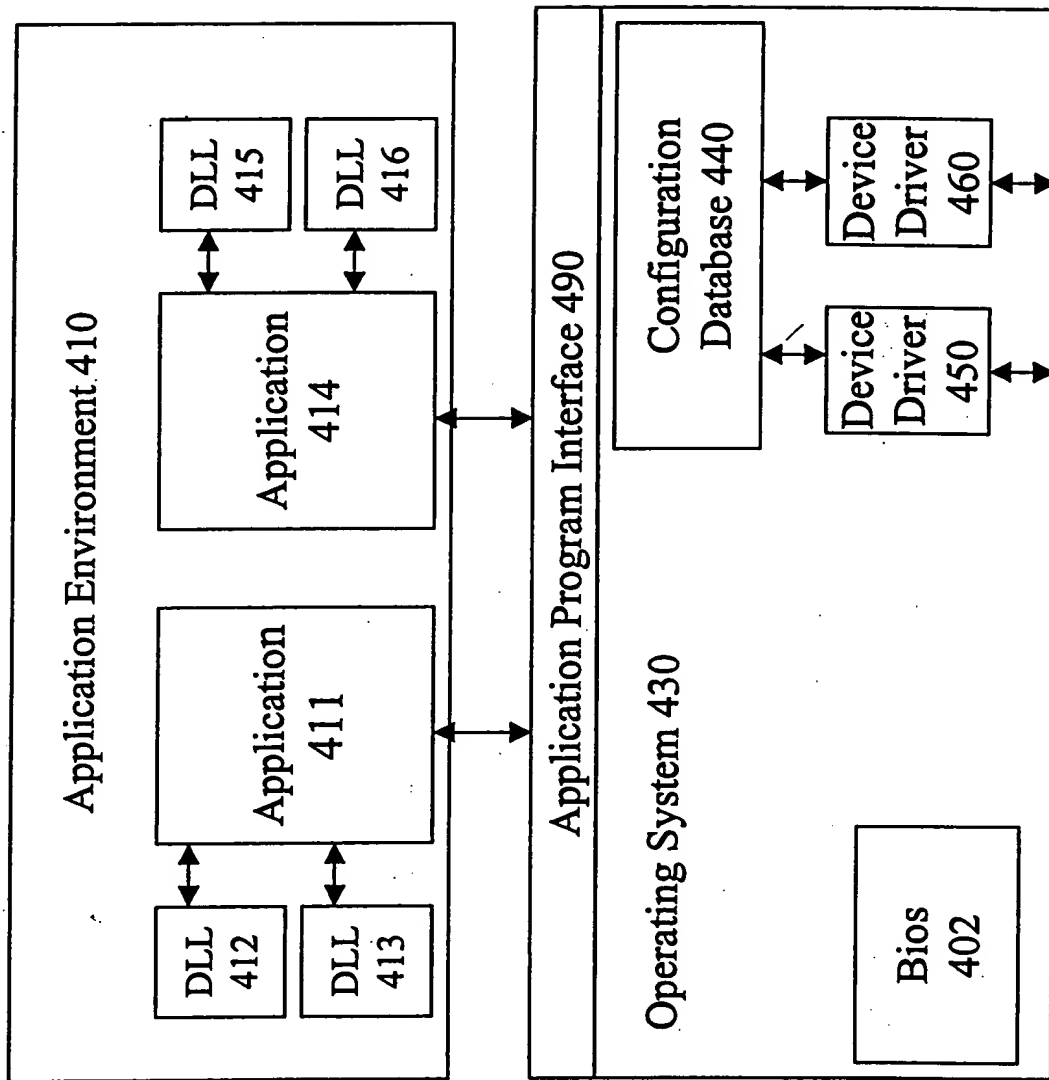 Application Environment 410
DLL
412
DLL
413
Application
411
Application
414
DLL
415
DLL
416
Application Program Interface 490
Operating System 430
Bios
402
Configuration
Database 440
Device
Driver
450
Device
Driver
460